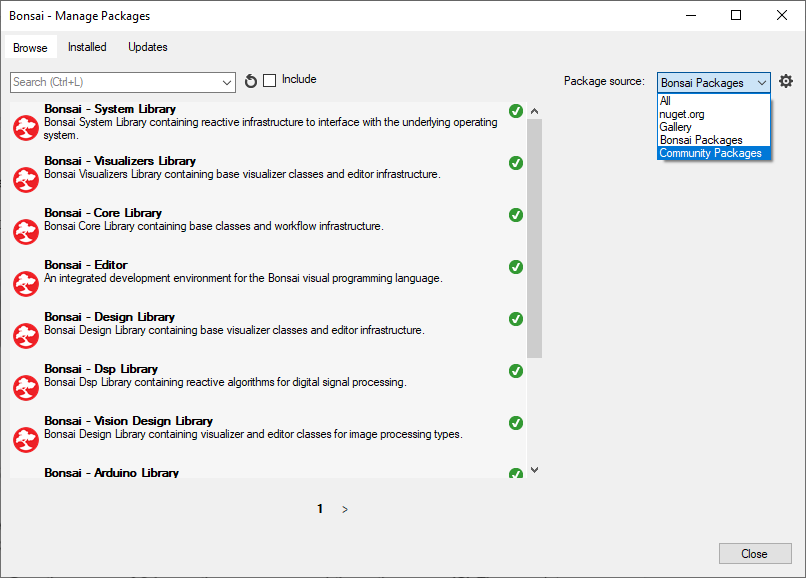 Bonsai - Manage Packages
Browse Installed Updates
Search (Ctrl+L)
Include
Package source:
Bonsai Packages
All
nuget.org
Gallery
Bonsai Packages
Community Packages
Bonsai - System Library
Bonsai System Library containing reactive infrastructure to interface with the underlying operating
system.
Bonsai - Visualizers Library
Bonsai Visualizers Library containing base visualizer classes and editor infrastructure.
Bonsai - Core Library
Bonsai Core Library containing base classes and workflow infrastructure.
Bonsai - Editor
An integrated development environment for the Bonsai visual programming language.
Bonsai - Design Library
Bonsai Design Library containing base visualizer classes and editor infrastructure.
Bonsai - Dsp Library
Bonsai Dsp Library containing reactive algorithms for digital signal processing.
Bonsai - Vision Design Library
Bonsai Design Library containing visualizer and editor classes for image processing types.
Bonsai - Arduino Library
1 >
Close